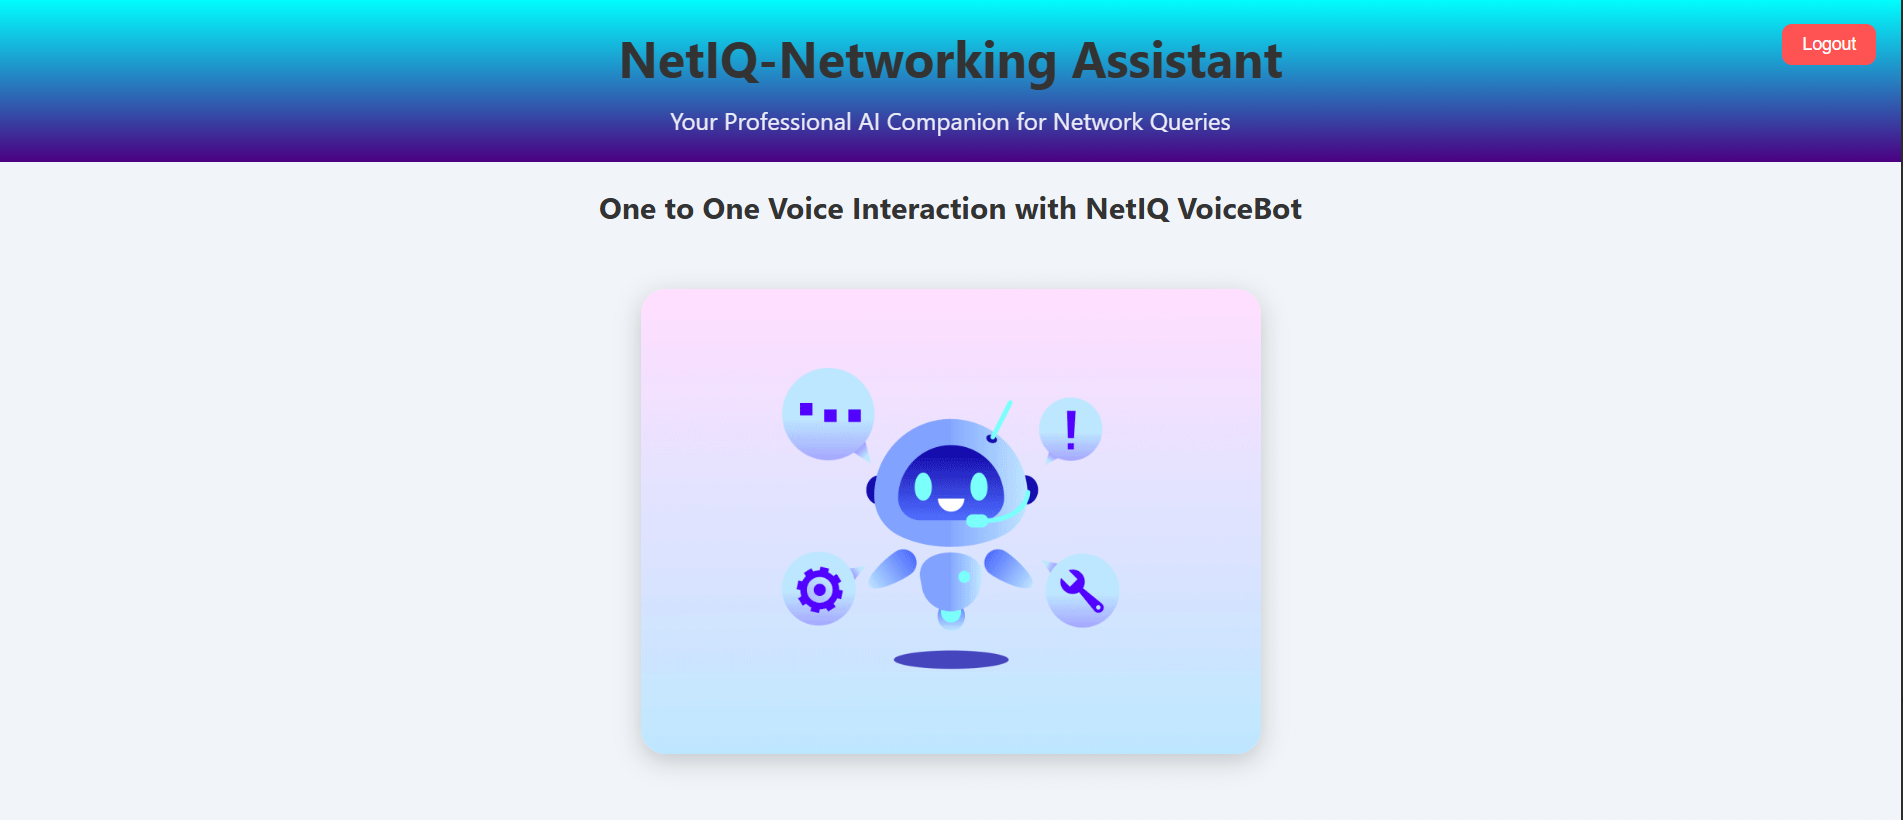 NetIQ-Networking Assistant
Logout
Your Professional AI Companion for Network Queries
One to One Voice Interaction with NetIQ VoiceBot
!